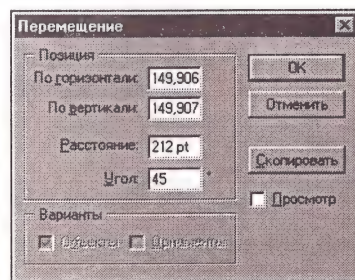 Перемещение
Позиция
По горизонтали: 149,906
По вертикали: 149,907
Расстояние: 212 pt
Угол: 45 °
Варианты
Объекты Орнаменты
OK
Отменить
Скопировать
Просмотр